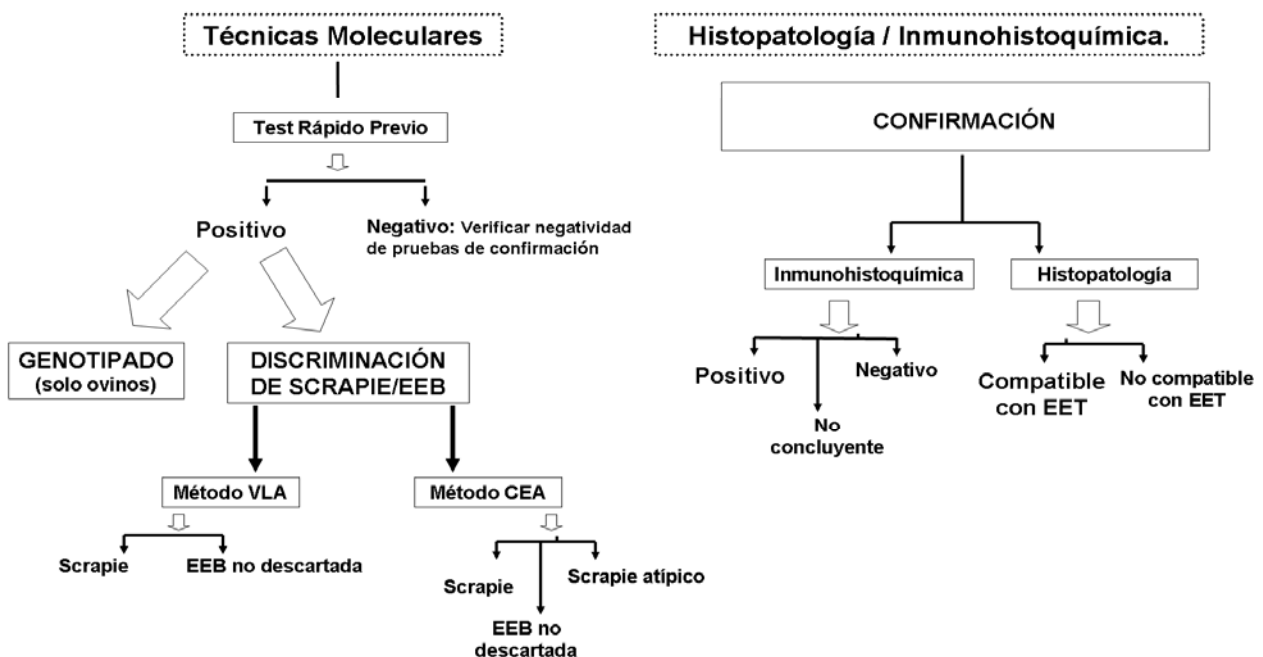 Técnicas Moleculares
Test Rápido Previo
Positivo
Negativo: Verificar negatividad
de pruebas de confirmación
GENOTIPADO
(solo ovinos)
DISCRIMINACIÓN
DE SCRAPIE/EEB
Método VLA
Método CEA
Scrapie
EEB no descartada
Scrapie
Scrapie atípico
EEB no
descartada
Histopatología / Inmunohistoquímica.
CONFIRMACIÓN
Inmunohistoquímica
Histopatología
Positivo
Negativo
No
concluyente
Compatible
con EET
No compatible
con EET